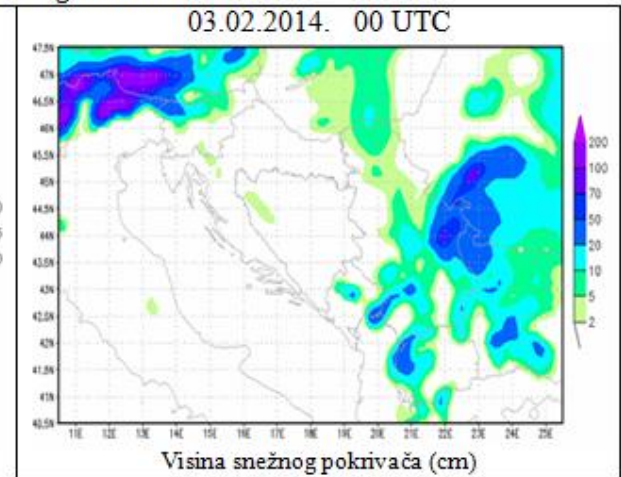 03.02.2014. 00 UTC
47.5N
47N
46.5N
46N
45.5N
45N
44.5N
44N
43.5N
43N
42.5N
42N
41.5N
41N
40.5N
11E 12E 13E 14E 15E 16E 17E 18E 19E 20E 21E 22E 23E 24E 25E
200
100
70
50
20
10
5
2
Visina snežnog pokrivača (cm)